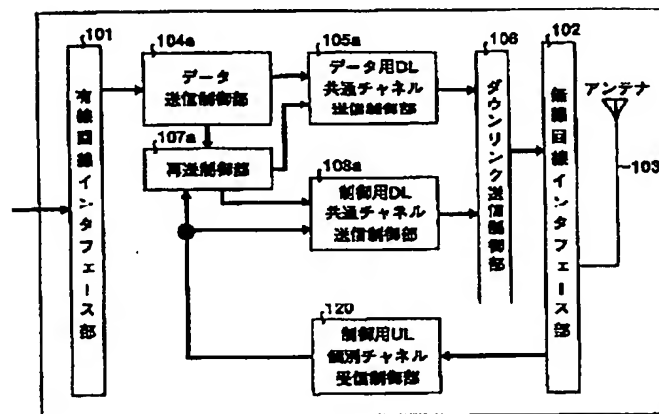 101
有線回線インタフェース部
104a
データ
送信制御部
105a
データ用DL
共通チャネル
送信制御部
106
ダウンリンク送信制御部
102
無線回線インタフェース部
アンテナ
103
107a
再送制御部
108a
制御用DL
共通チャネル
送信制御部
120
制御用UL
個別チャネル
受信制御部